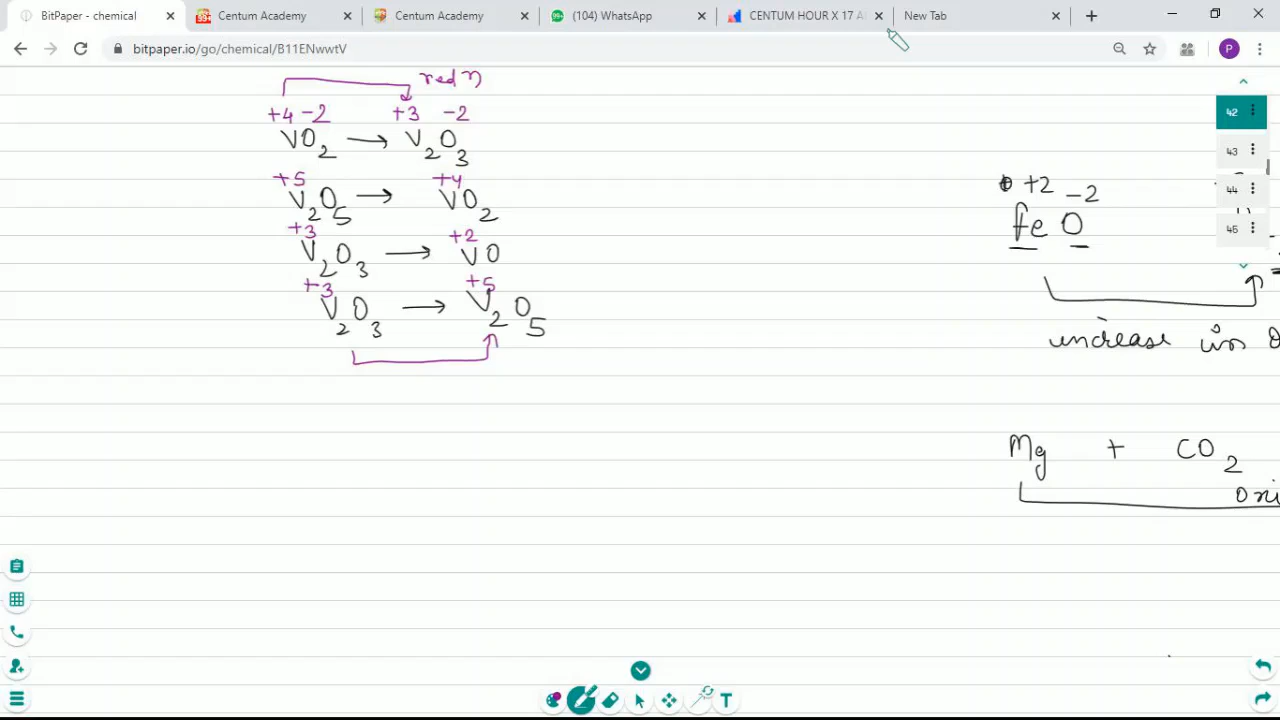 BitPaper - chemical
Centum Academy
Centum Academy
(104) WhatsApp
CENTUM HOUR X 17 A
New Tab
bitpaper.io/go/chemical/B11ENwwtV
P
redη
+4 -2 +3 -2
VO2 → V2O3
+5 +4
V2O5 → VO2
+3 +2
V2O3 → VO
+3 +5
V2O3 → V2O5
+2 -2
FeO
increase in
Mg + CO2
42
43
44
45
T